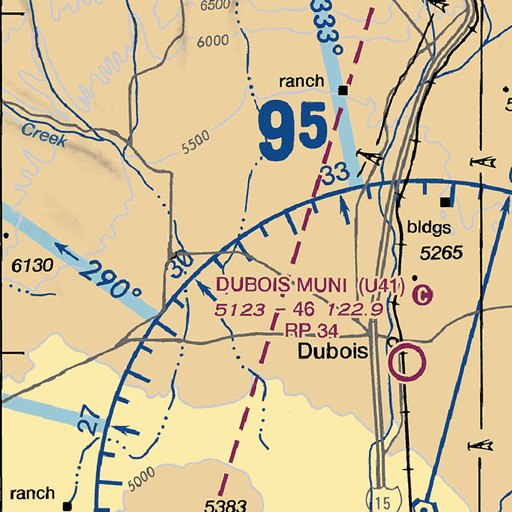 6500
6000
333°
ranch
95
Creek
5500
33
bldgs
5265
6130
290°
30
DUBOIS MUNI (U41)
C
5123 - 46 122.9
RP 34
Dubois
27
5000
ranch
5383
15